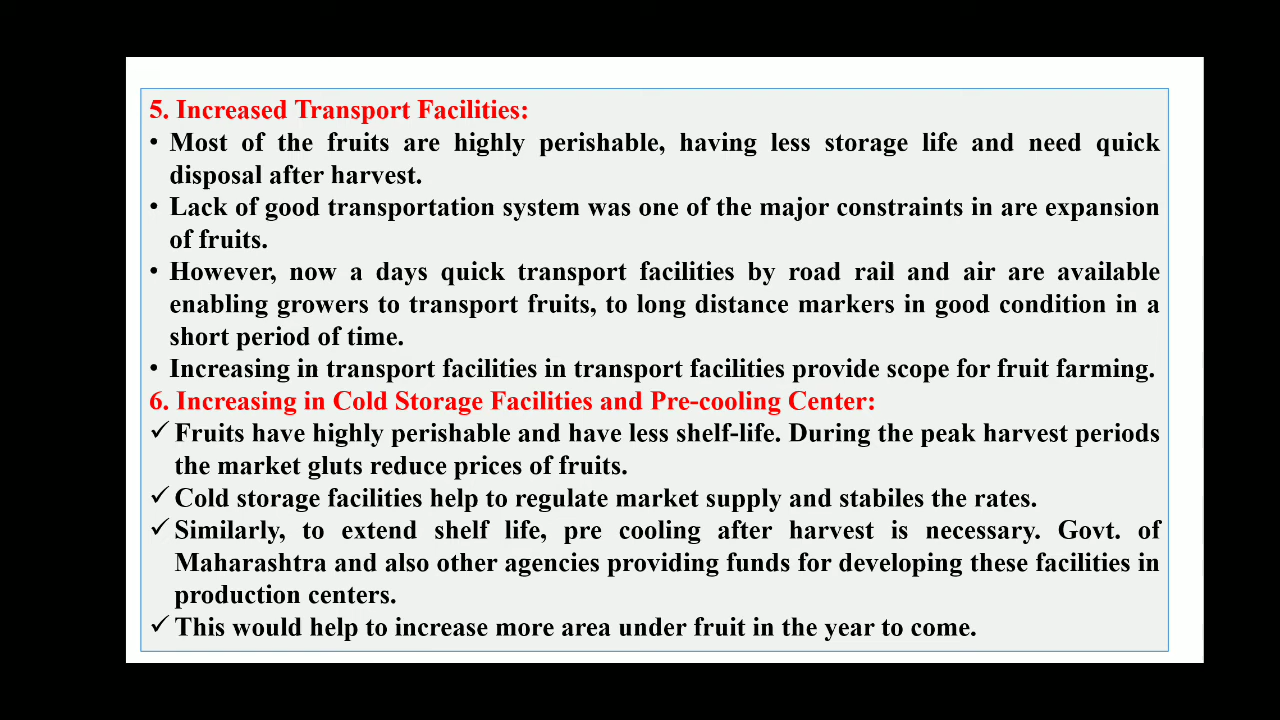 5. Increased Transport Facilities:
• Most of the fruits are highly perishable, having less storage life and need quick
disposal after harvest.
• Lack of good transportation system was one of the major constraints in are expansion
of fruits.
• However, now a days quick transport facilities by road rail and air are available
enabling growers to transport fruits, to long distance markers in good condition in a
short period of time.
• Increasing in transport facilities in transport facilities provide scope for fruit farming.
6. Increasing in Cold Storage Facilities and Pre-cooling Center:
✓ Fruits have highly perishable and have less shelf-life. During the peak harvest periods
the market gluts reduce prices of fruits.
✓ Cold storage facilities help to regulate market supply and stabiles the rates.
✓ Similarly, to extend shelf life, pre cooling after harvest is necessary. Govt. of
Maharashtra and also other agencies providing funds for developing these facilities in
production centers.
✓ This would help to increase more area under fruit in the year to come.